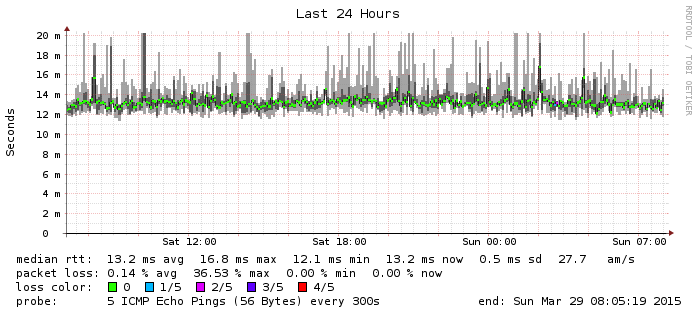 Last 24 Hours
RRDTOOL / TOBI OETIKER
Seconds
20 m
18 m
16 m
14 m
12 m
10 m
8 m
6 m
4 m
2 m
0
Sat 12:00 Sat 18:00 Sun 00:00 Sun 07:00
median rtt: 13.2 ms avg 16.8 ms max 12.1 ms min 13.2 ms now 0.5 ms sd 27.7 am/s
packet loss: 0.14 % avg 36.53 % max 0.00 % min 0.00 % now
loss color: 0 1/5 2/5 3/5 4/5
probe: 5 ICMP Echo Pings (56 Bytes) every 300s end: Sun Mar 29 08:05:19 2015